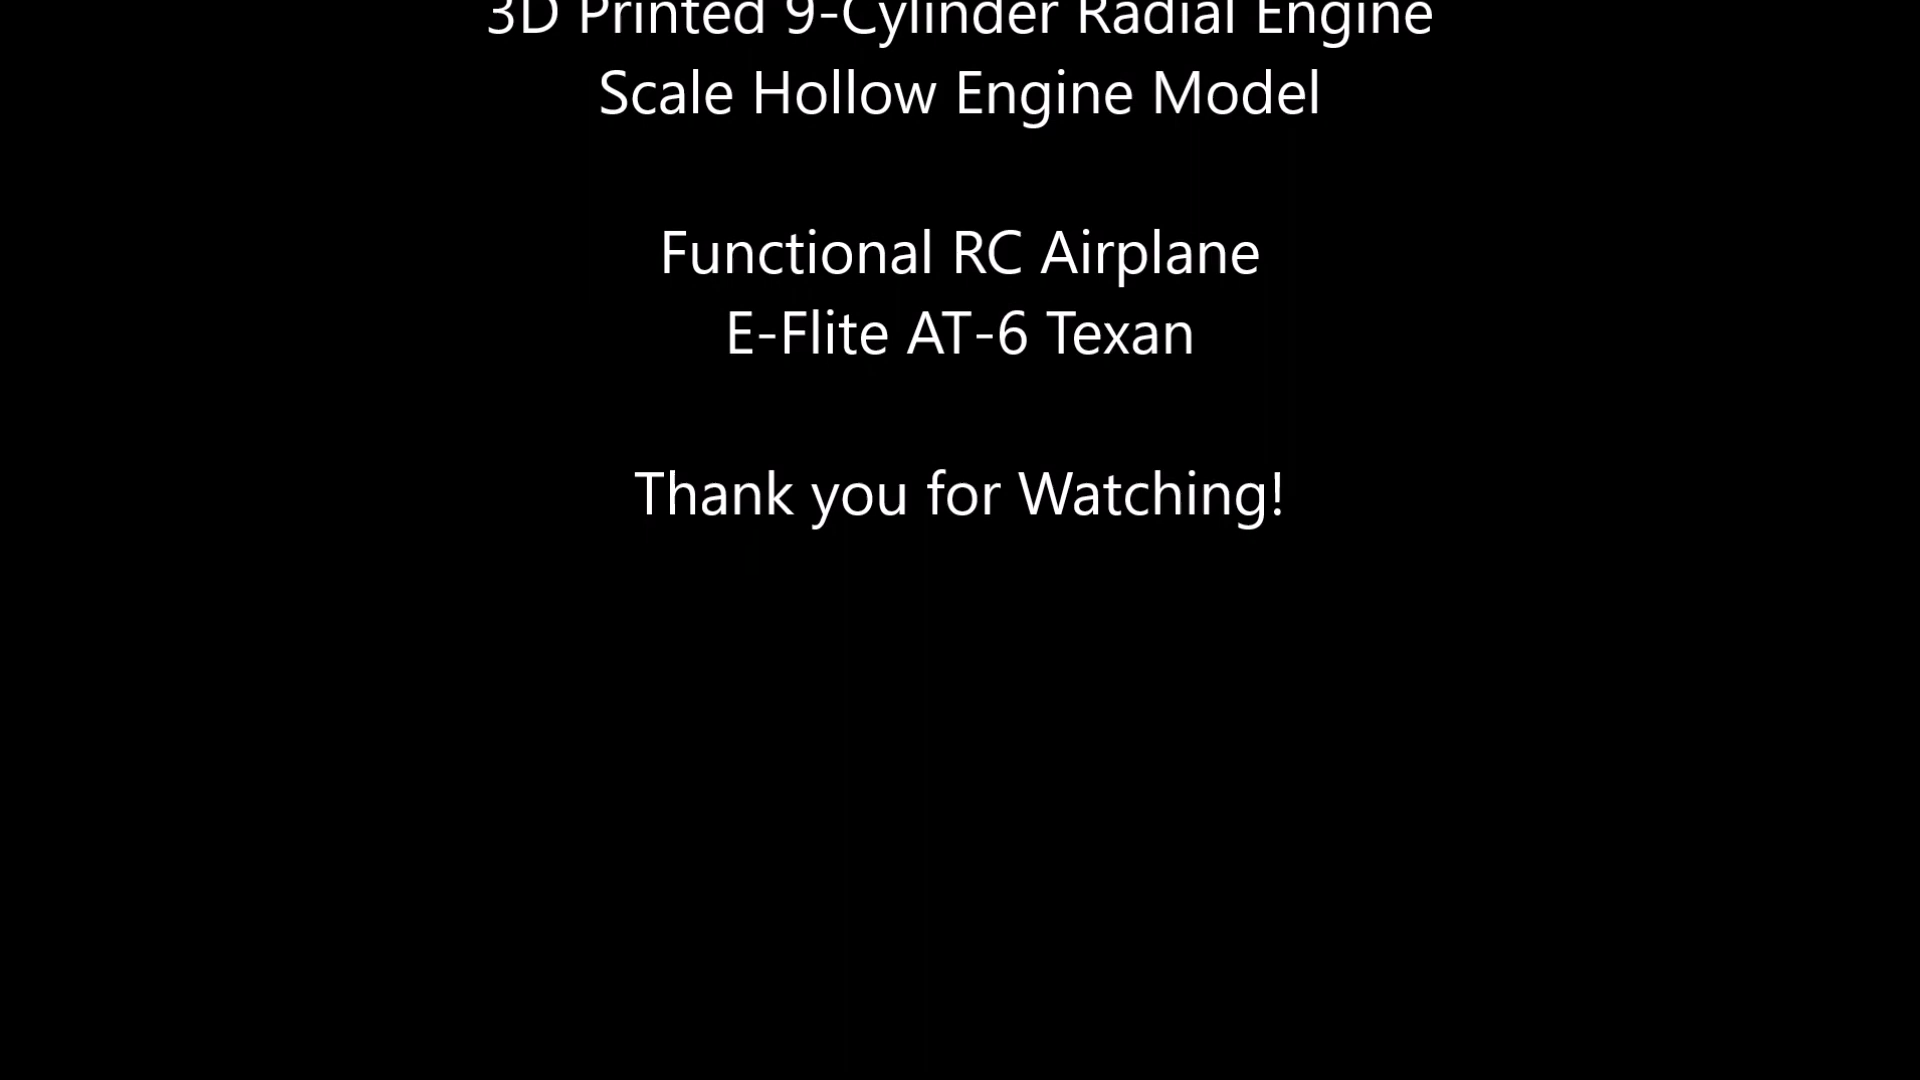 3D Printed 9-Cylinder Radial Engine
Scale Hollow Engine Model
Functional RC Airplane
E-Flite AT-6 Texan
Thank you for Watching!